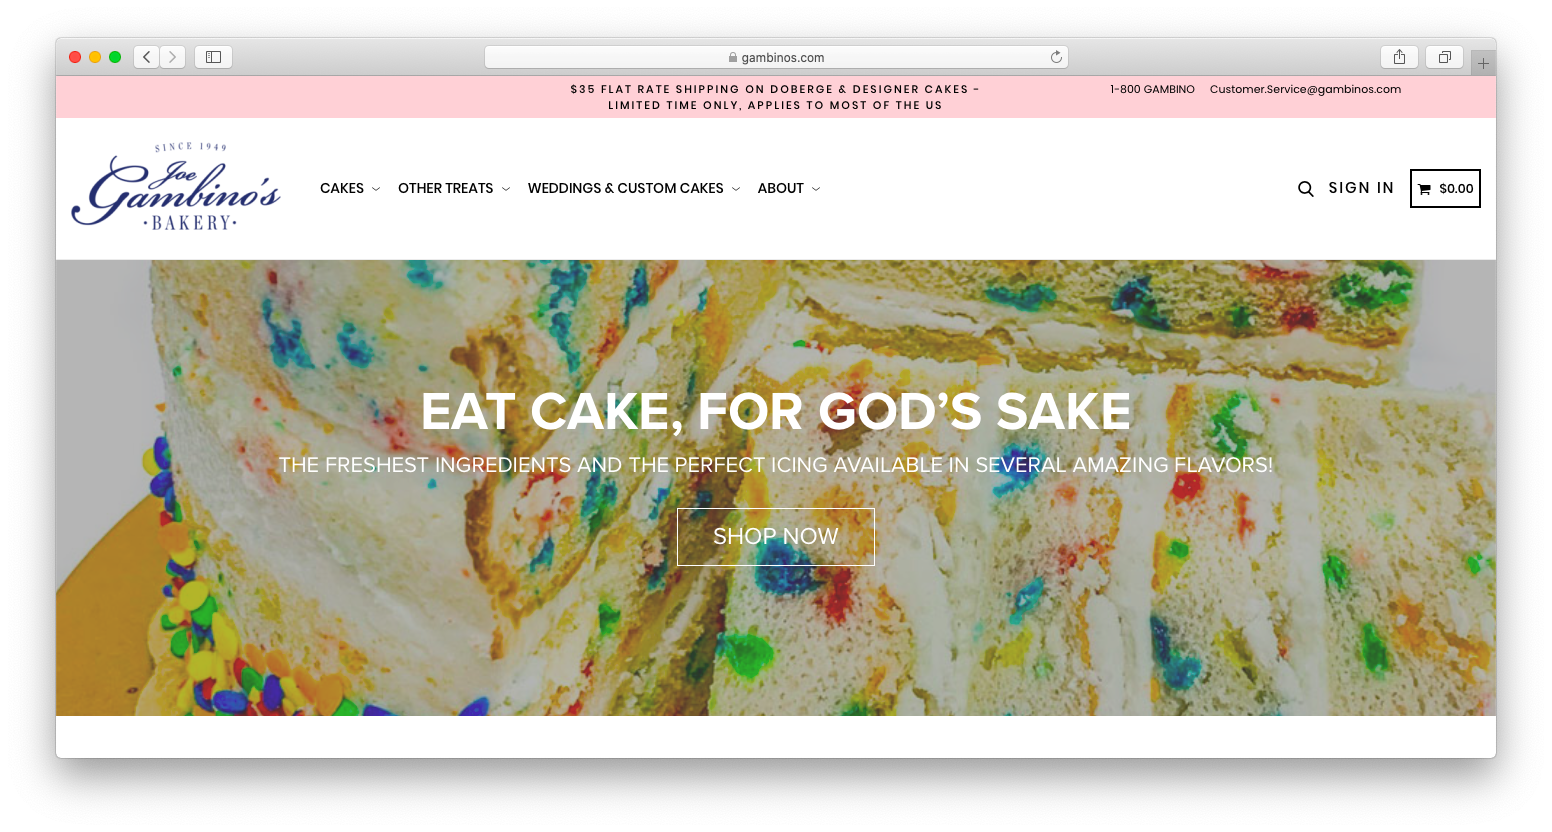 gambinos.com
$35 FLAT RATE SHIPPING ON DOBERGE & DESIGNER CAKES -
LIMITED TIME ONLY, APPLIES TO MOST OF THE US
1-800 GAMBINO
Customer.Service@gambinos.com
SINCE 1949
Joe
Gambino's
·BAKERY·
CAKES
OTHER TREATS
WEDDINGS & CUSTOM CAKES
ABOUT
SIGN IN
$0.00
EAT CAKE, FOR GOD’S SAKE
THE FRESHEST INGREDIENTS AND THE PERFECT ICING AVAILABLE IN SEVERAL AMAZING FLAVORS!
SHOP NOW